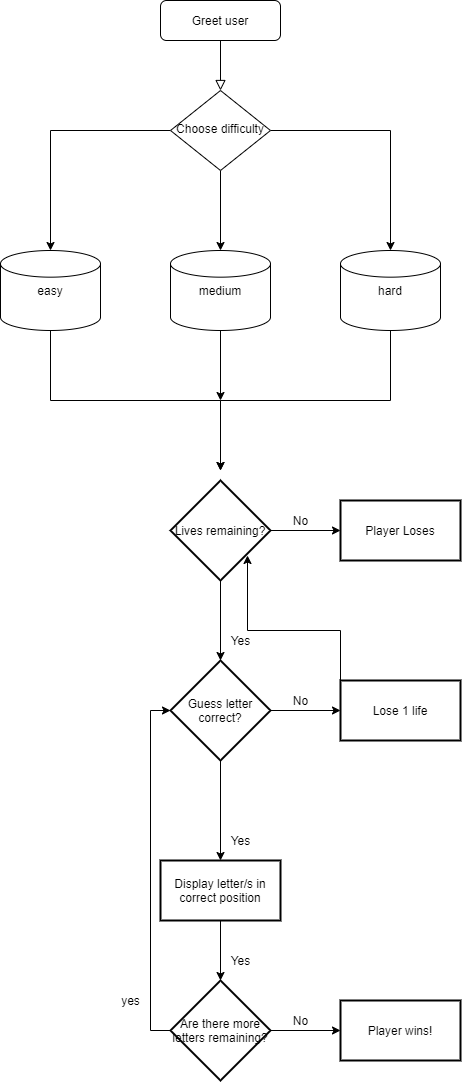 Greet user
Choose difficulty
easy
medium
hard
Lives remaining?
No
Player Loses
Yes
Guess letter
correct?
No
Lose 1 life
Yes
Display letter/s in
correct position
Yes
yes
Are there more
letters remaining?
No
Player wins!